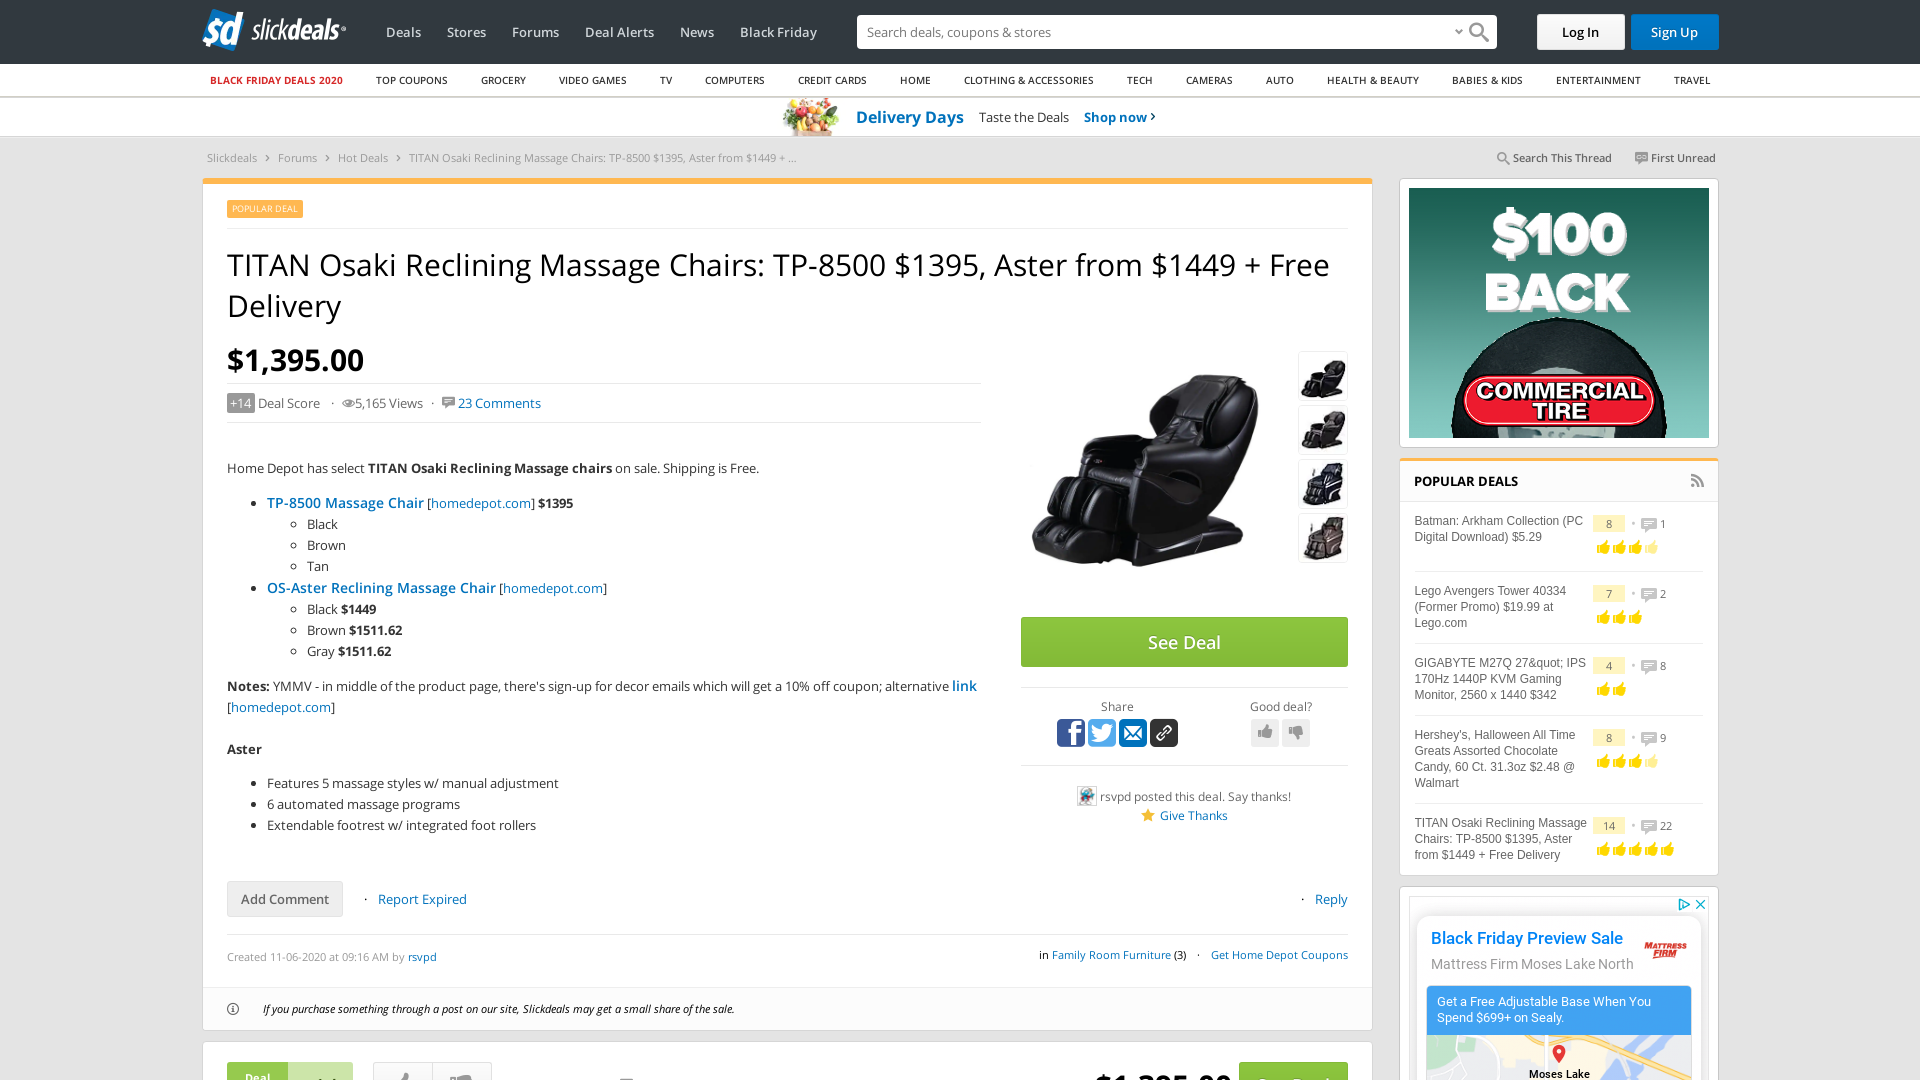 slickdeals
Deals
Stores
Forums
Deal Alerts
News
Black Friday
Search deals, coupons & stores
Log In
Sign Up
BLACK FRIDAY DEALS 2020
TOP COUPONS
GROCERY
VIDEO GAMES
TV
COMPUTERS
CREDIT CARDS
HOME
CLOTHING & ACCESSORIES
TECH
CAMERAS
AUTO
HEALTH & BEAUTY
BABIES & KIDS
ENTERTAINMENT
TRAVEL
Delivery Days Taste the Deals Shop now
Slickdeals > Forums > Hot Deals > TITAN Osaki Reclining Massage Chairs: TP-8500 $1395, Aster from $1449 + ...
Search This Thread
First Unread
POPULAR DEAL
TITAN Osaki Reclining Massage Chairs: TP-8500 $1395, Aster from $1449 + Free
Delivery
$1,395.00
+14 Deal Score · 5,165 Views · 23 Comments
Home Depot has select TITAN Osaki Reclining Massage chairs on sale. Shipping is Free.
TP-8500 Massage Chair [homedepot.com] $1395
Black
Brown
Tan
OS-Aster Reclining Massage Chair [homedepot.com]
Black $1449
Brown $1511.62
Gray $1511.62
Notes: YMMV - in middle of the product page, there's sign-up for decor emails which will get a 10% off coupon; alternative link
[homedepot.com]
Aster
Features 5 massage styles w/ manual adjustment
6 automated massage programs
Extendable footrest w/ integrated foot rollers
See Deal
Share
Good deal?
rsvpd posted this deal. Say thanks!
Give Thanks
Add Comment
· Report Expired
· Reply
Created 11-06-2020 at 09:16 AM by rsvpd
in Family Room Furniture (3) · Get Home Depot Coupons
If you purchase something through a post on our site, Slickdeals may get a small share of the sale.
Deal
$1,395.00
$100
BACK
COMMERCIAL
TIRE
POPULAR DEALS
Batman: Arkham Collection (PC
Digital Download) $5.29
8 · 1
Lego Avengers Tower 40334
(Former Promo) $19.99 at
Lego.com
7 · 2
GIGABYTE M27Q 27&quot; IPS
170Hz 1440P KVM Gaming
Monitor, 2560 x 1440 $342
4 · 8
Hershey's, Halloween All Time
Greats Assorted Chocolate
Candy, 60 Ct. 31.3oz $2.48 @
Walmart
8 · 9
TITAN Osaki Reclining Massage
Chairs: TP-8500 $1395, Aster
from $1449 + Free Delivery
14 · 22
Black Friday Preview Sale
Mattress Firm Moses Lake North
MATTRESS
FIRM
Get a Free Adjustable Base When You
Spend $699+ on Sealy.
Moses Lake